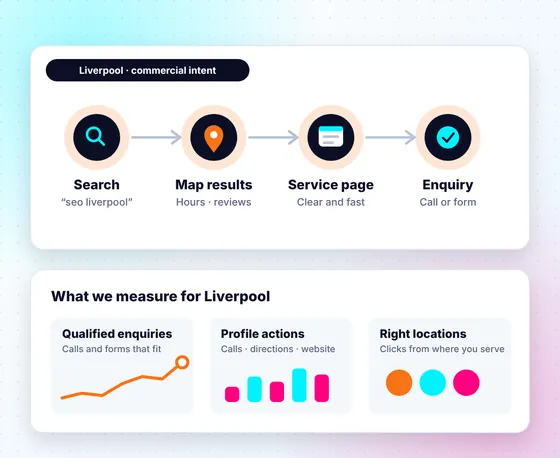 Liverpool · commercial intent
Search
“seo liverpool”
Map results
Hours · reviews
Service page
Clear and fast
Enquiry
Call or form
What we measure for Liverpool
Qualified enquiries
Calls and forms that fit
Profile actions
Calls · directions · website
Right locations
Clicks from where you serve